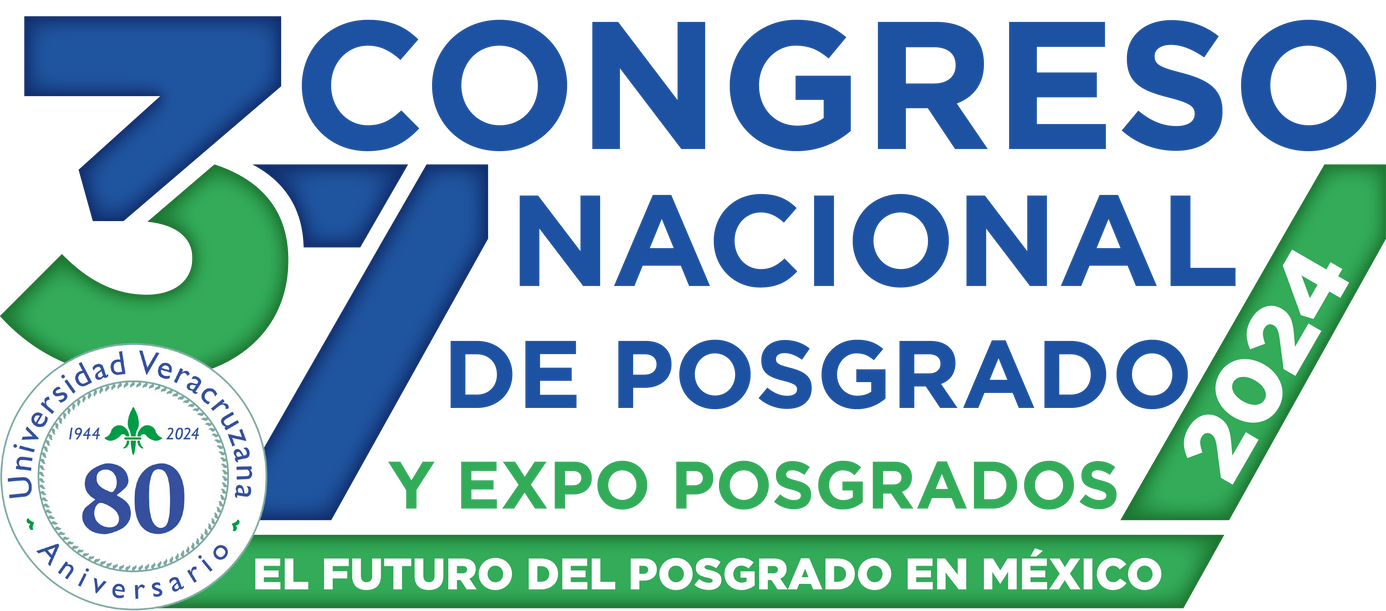 37 CONGRESO
NACIONAL
DE POSGRADO
Y EXPO POSGRADOS
2024
EL FUTURO DEL POSGRADO EN MÉXICO
Universidad Veracruzana
1944 2024
80
Aniversario